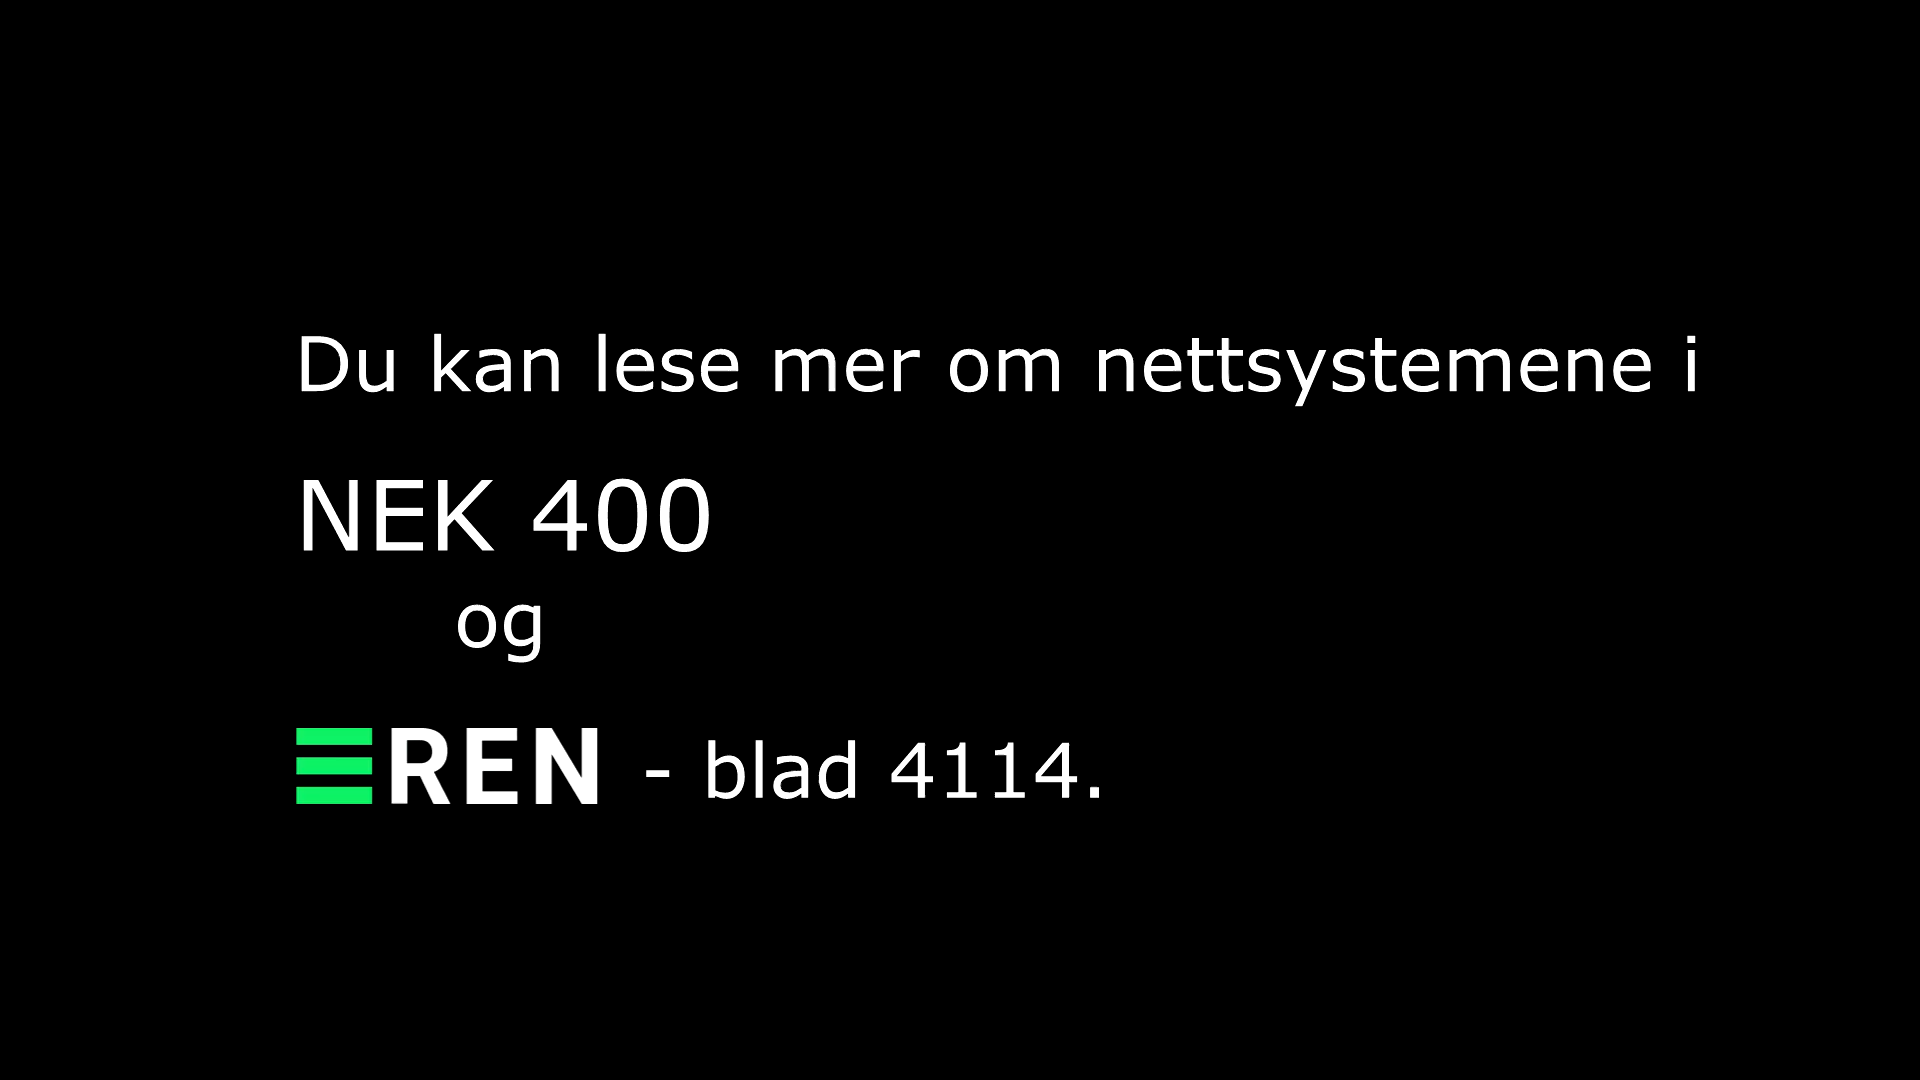 Du kan lese mer om nettsystemene i
NEK 400
og
REN - blad 4114.